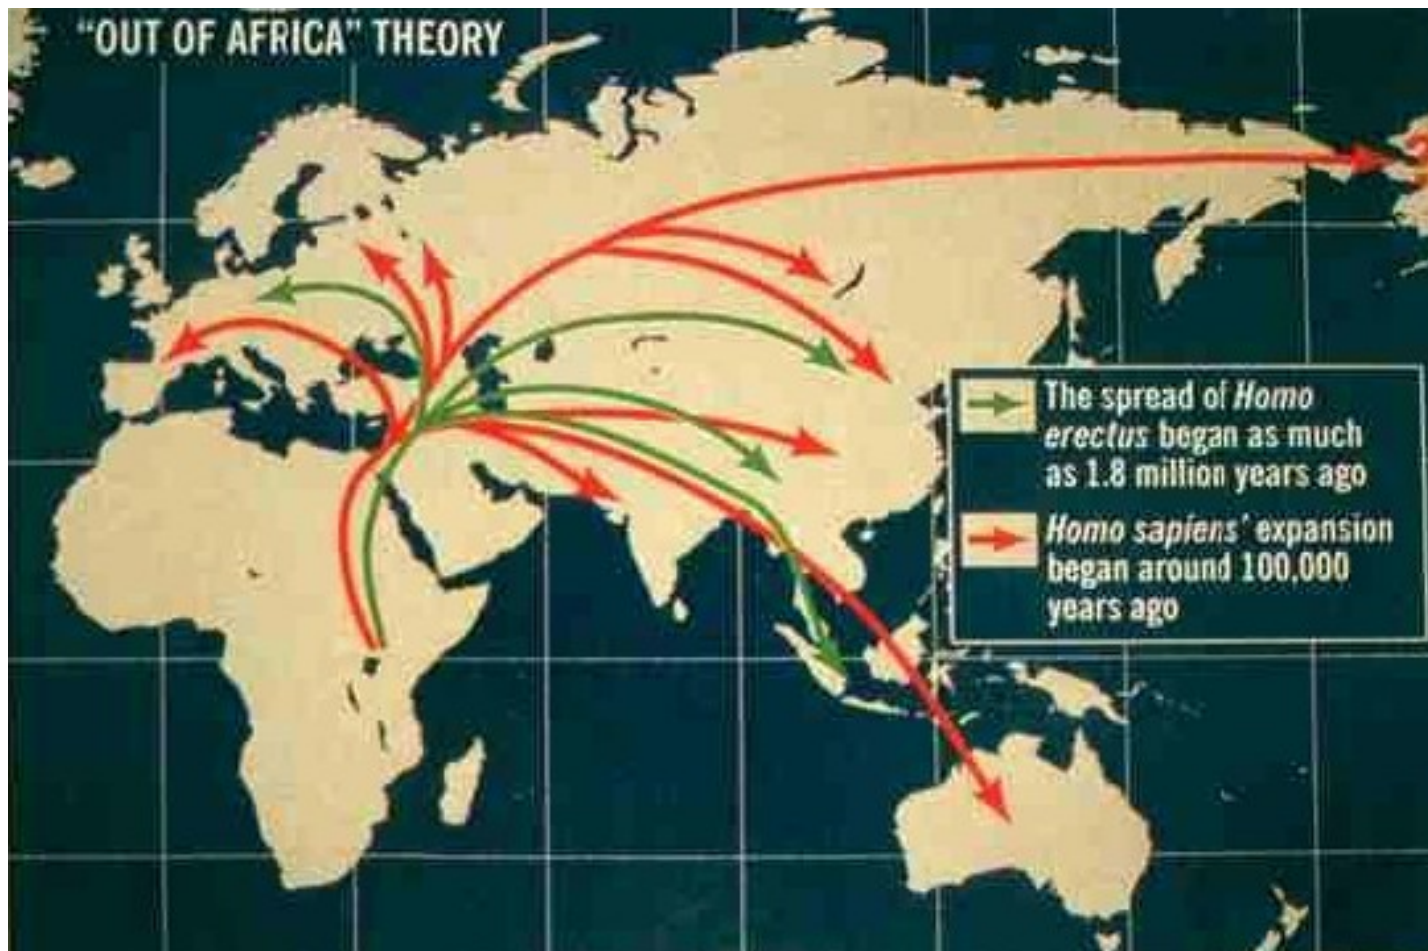 "OUT OF AFRICA" THEORY
The spread of Homo
erectus began as much
as 1.8 million years ago
Homo sapiens' expansion
began around 100,000
years ago